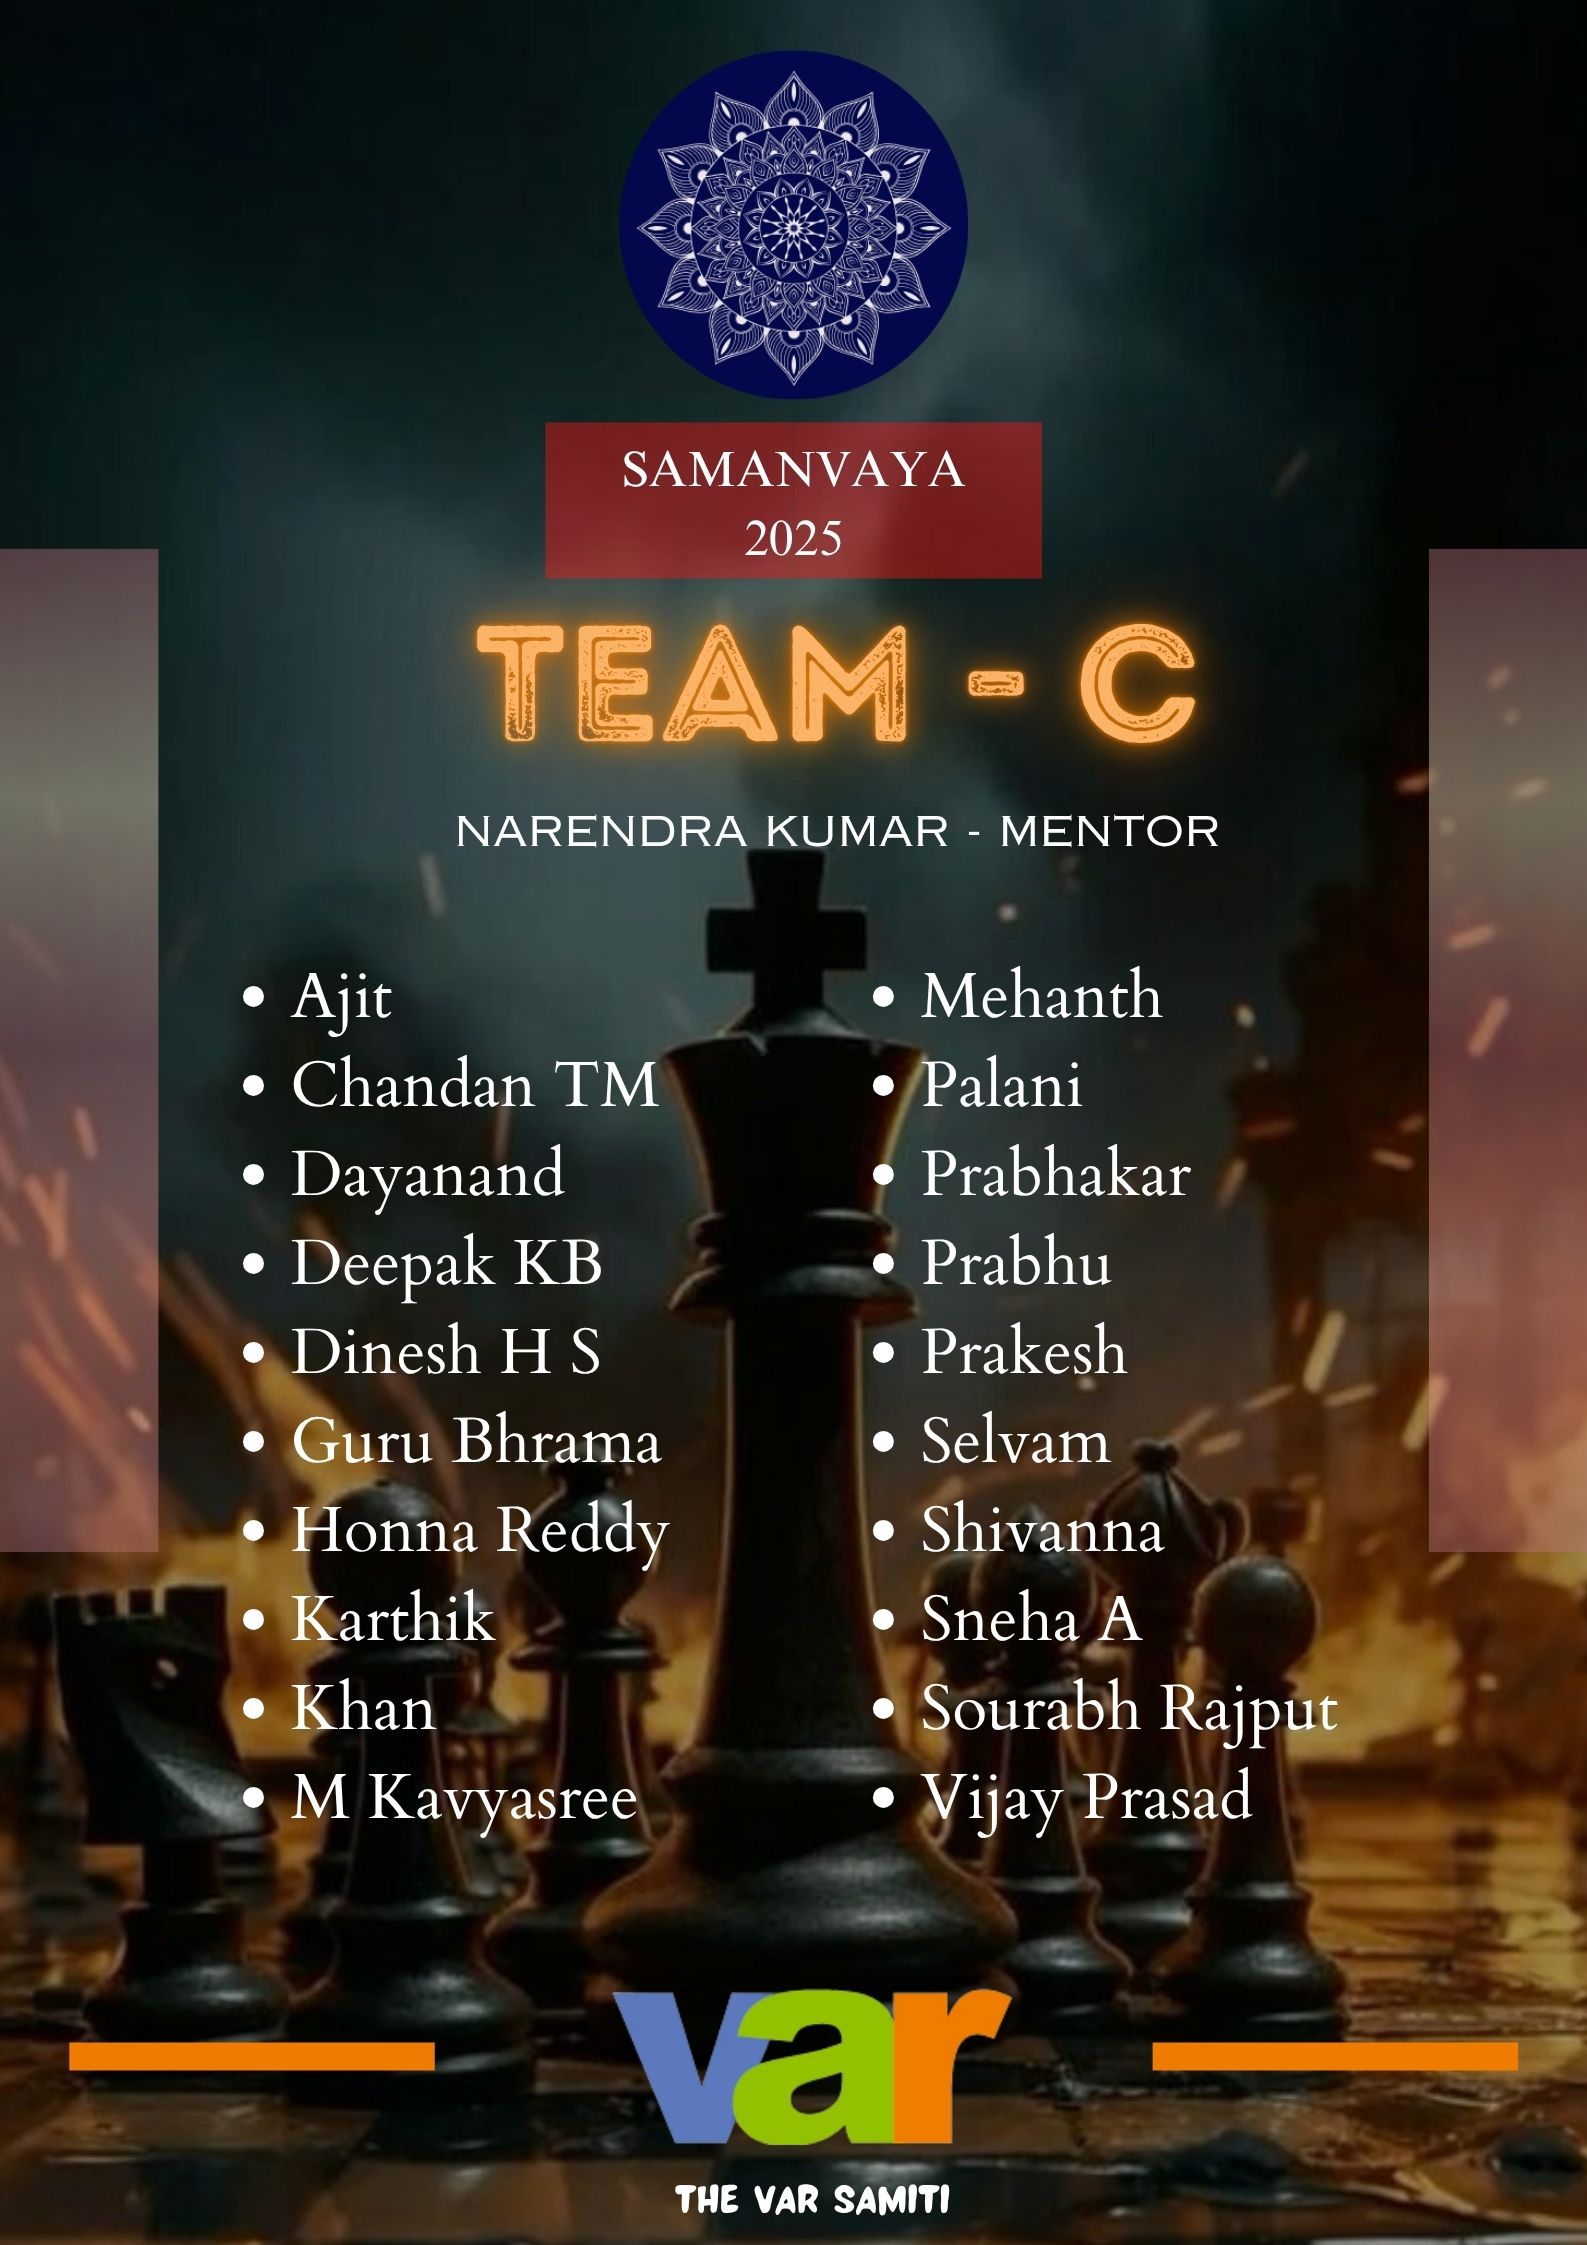 SAMANVAYA
2025
TEAM - C
NARENDRA KUMAR - MENTOR
• Ajit
• Chandan TM
• Dayanand
• Deepak KB
• Dinesh H S
• Guru Bhrama
• Honna Reddy
• Karthik
• Khan
• M Kavyasree
• Mehanth
• Palani
• Prabhakar
• Prabhu
• Prakesh
• Selvam
• Shivanna
• Sneha A
• Sourabh Rajput
• Vijay Prasad
var
THE VAR SAMITI